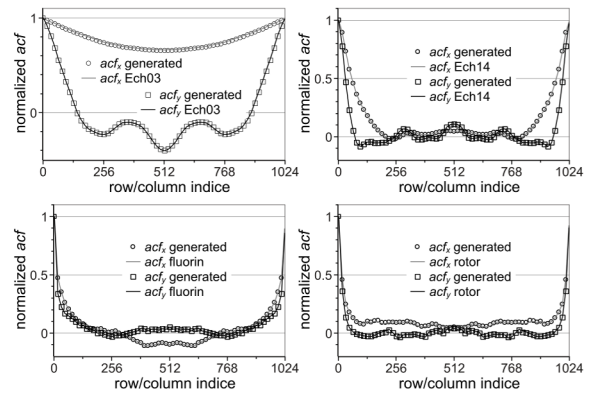 normalized acf
1
0
acfx generated
acfx Ech03
acfy generated
acfy Ech03
0 256 512 768 1024
row/column indice
normalized acf
1
0.5
0
acfx generated
acfx Ech14
acfy generated
acfy Ech14
0 256 512 768 1024
row/column indice
normalized acf
1
0.5
0
acfx generated
acfx fluorin
acfy generated
acfy fluorin
0 256 512 768 1024
row/column indice
normalized acf
1
0.5
0
acfx generated
acfx rotor
acfy generated
acfy rotor
0 256 512 768 1024
row/column indice